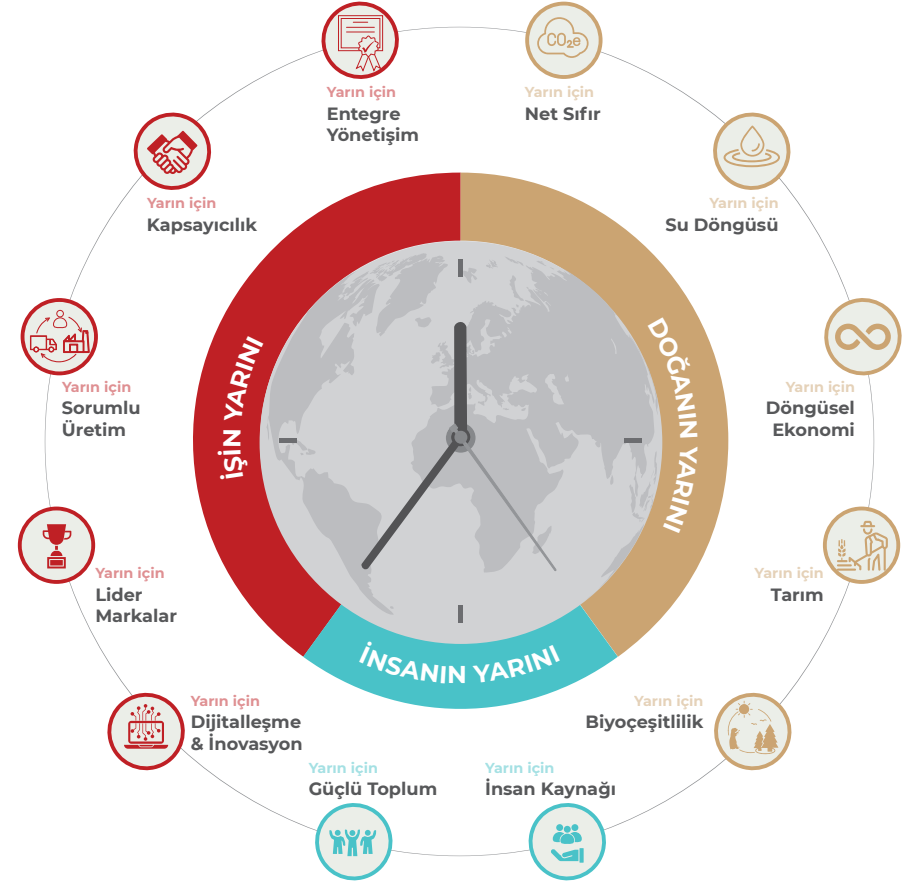 Yarın için
Entegre
Yönetişim
Yarın için
Net Sıfır
CO₂e
Yarın için
Kapsayıcılık
Yarın için
Su Döngüsü
Yarın için
Sorumlu
Üretim
Yarın için
Döngüsel
Ekonomi
İŞİN YARINI
DOĞANIN YARINI
İNSANIN YARINI
Yarın için
Lider
Markalar
Yarın için
Tarım
Yarın için
Dijitalleşme
& İnovasyon
Yarın için
Biyoçeşitlilik
Yarın için
Güçlü Toplum
Yarın için
İnsan Kaynağı